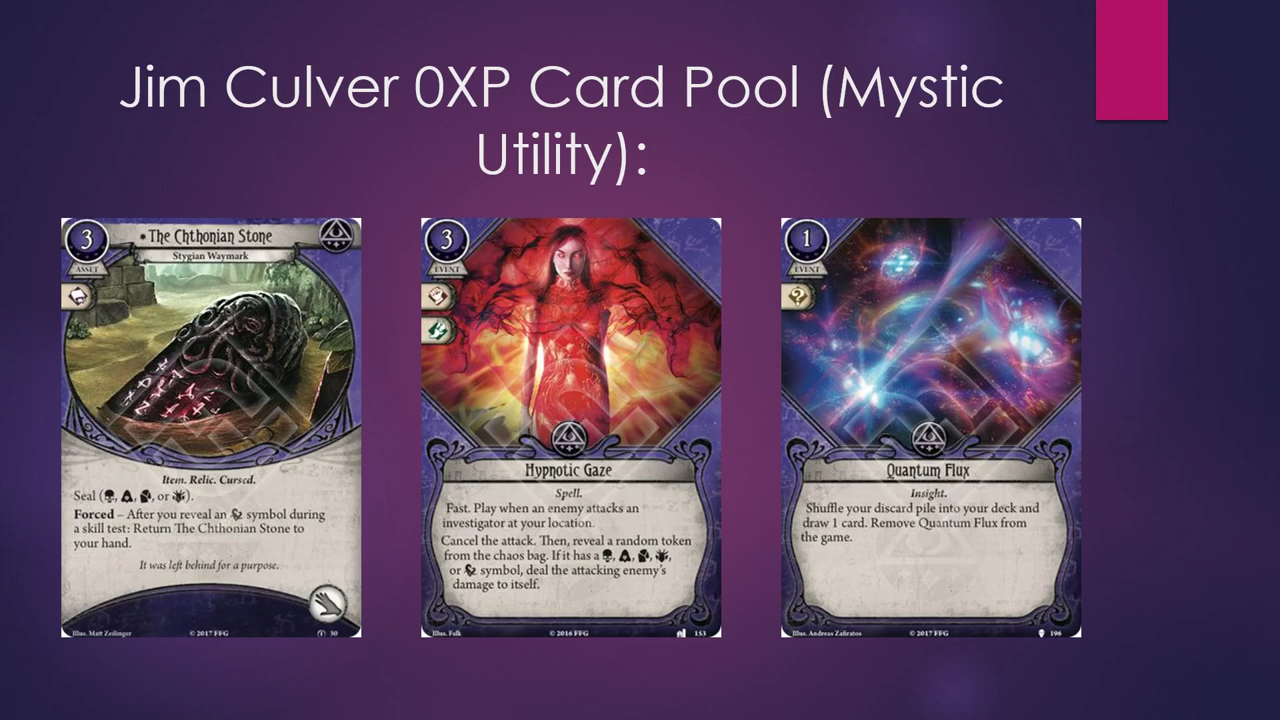 Jim Culver 0XP Card Pool (Mystic
Utility):
3
The Chthonian Stone
Stygian Waymark
ASSET
Item. Relic. Cursed.
Seal (, , , or ).
Forced – After you reveal an symbol during
a skill test: Return The Chthonian Stone to
your hand.
It was left behind for a purpose.
Illus. Matt Zeilinger
© 2017 FFG
30
3
EVENT
Hypnotic Gaze
Spell.
Fast. Play when an enemy attacks an
investigator at your location.
Cancel the attack. Then, reveal a random token
from the chaos bag. If it has a , , , ,
or symbol, deal the attacking enemy's
damage to itself.
Illus. Falk
© 2016 FFG
153
1
EVENT
Quantum Flux
Insight.
Shuffle your discard pile into your deck and
draw 1 card. Remove Quantum Flux from
the game.
Illus. Andreas Zafiratos
© 2017 FFG
196